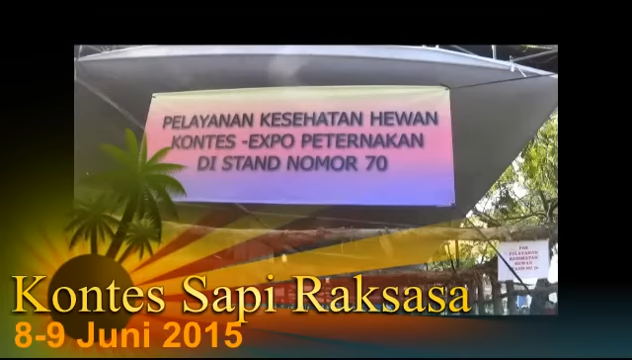 PELAYANAN KESEHATAN HEWAN
KONTES -EXPO PETERNAKAN
DI STAND NOMOR 70
Kontes Sapi Raksasa
8-9 Juni 2015